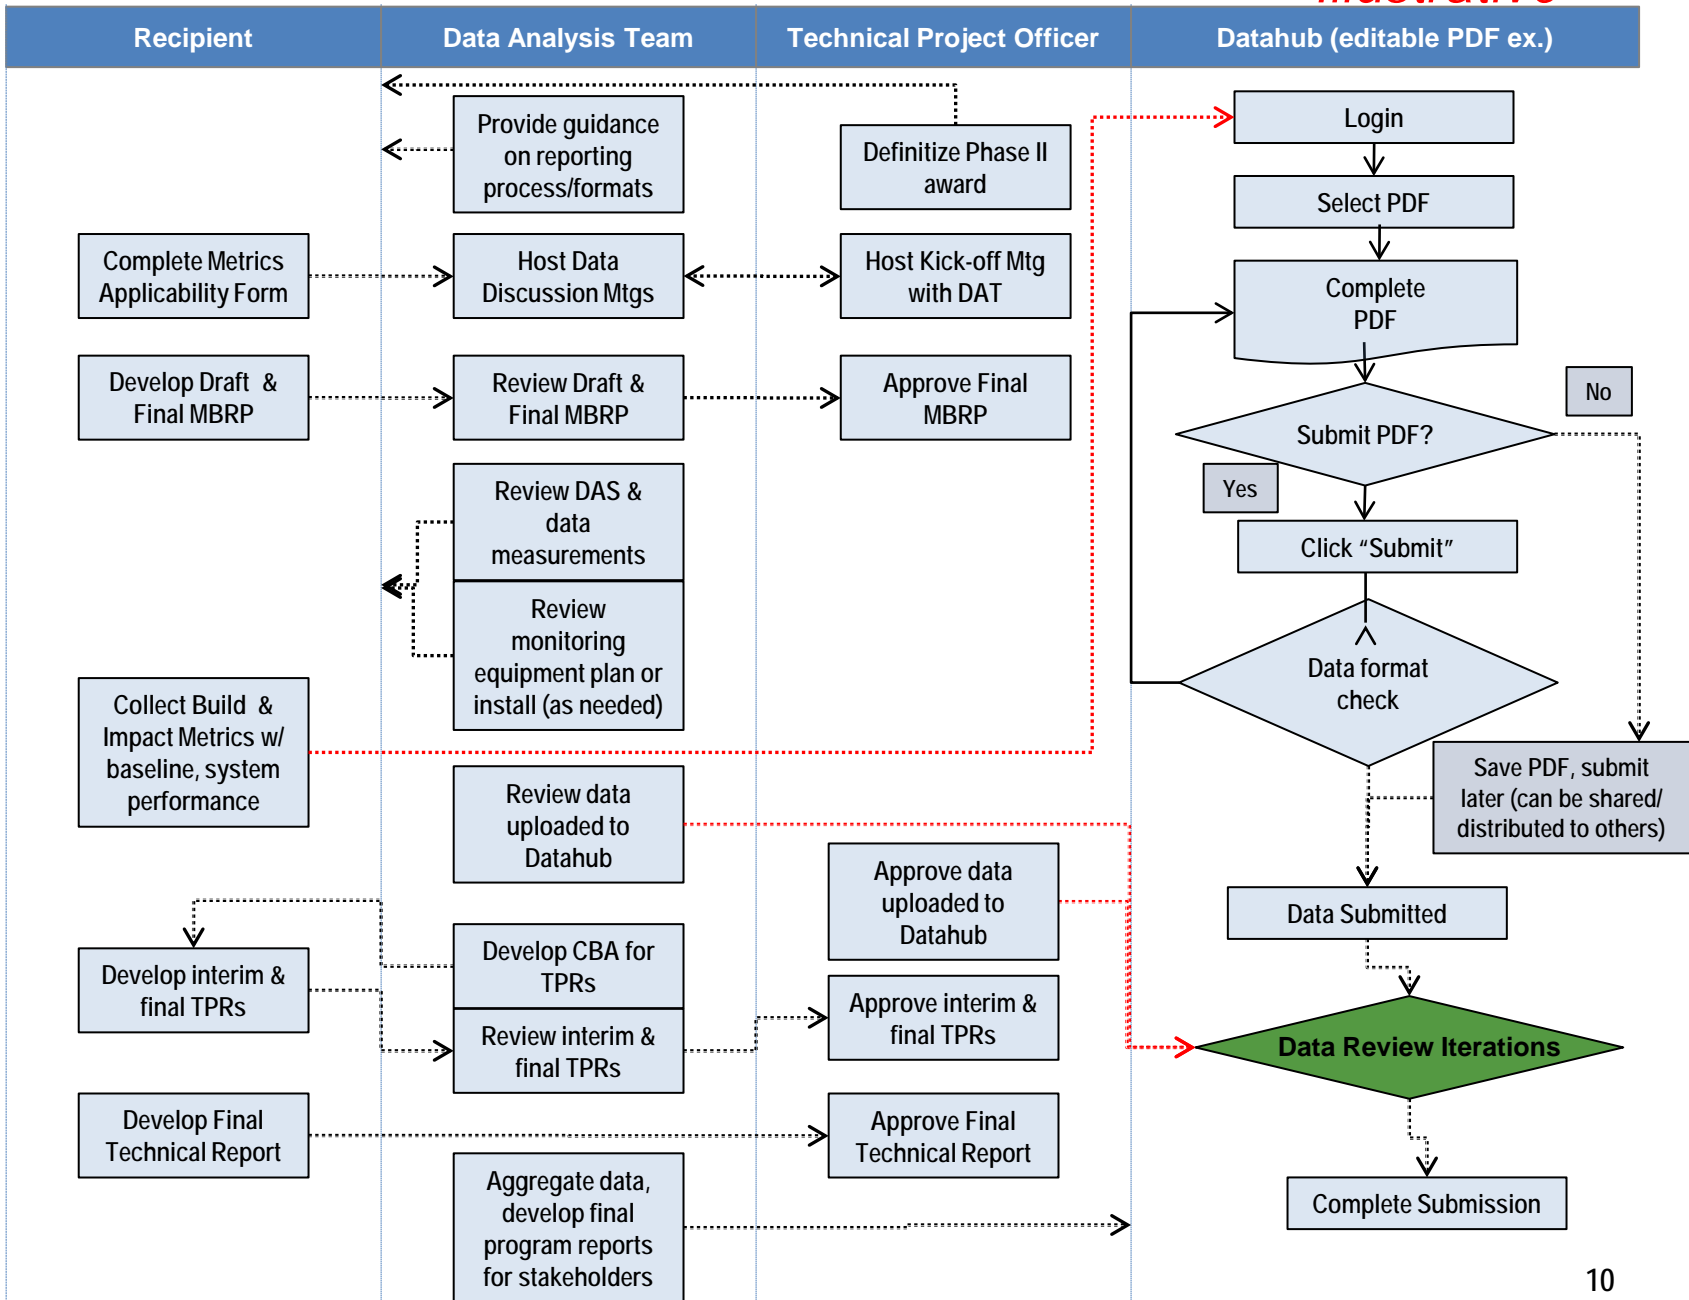 Illustrative
Recipient
Data Analysis Team
Technical Project Officer
Datahub (editable PDF ex.)
Provide guidance
on reporting
process/formats
Definitize Phase II
award
Login
Select PDF
Complete Metrics
Applicability Form
Host Data
Discussion Mtgs
Host Kick-off Mtg
with DAT
Complete
PDF
Develop Draft &
Final MBRP
Review Draft &
Final MBRP
Approve Final
MBRP
No
Submit PDF?
Yes
Review DAS &
data
measurements
Click “Submit”
Review
monitoring
equipment plan or
install (as needed)
Data format
check
Collect Build &
Impact Metrics w/
baseline, system
performance
Save PDF, submit
later (can be shared/
distributed to others)
Review data
uploaded to
Datahub
Approve data
uploaded to
Datahub
Data Submitted
Develop CBA for
TPRs
Develop interim &
final TPRs
Approve interim &
final TPRs
Review interim &
final TPRs
Data Review Iterations
Develop Final
Technical Report
Approve Final
Technical Report
Aggregate data,
develop final
program reports
for stakeholders
Complete Submission
10